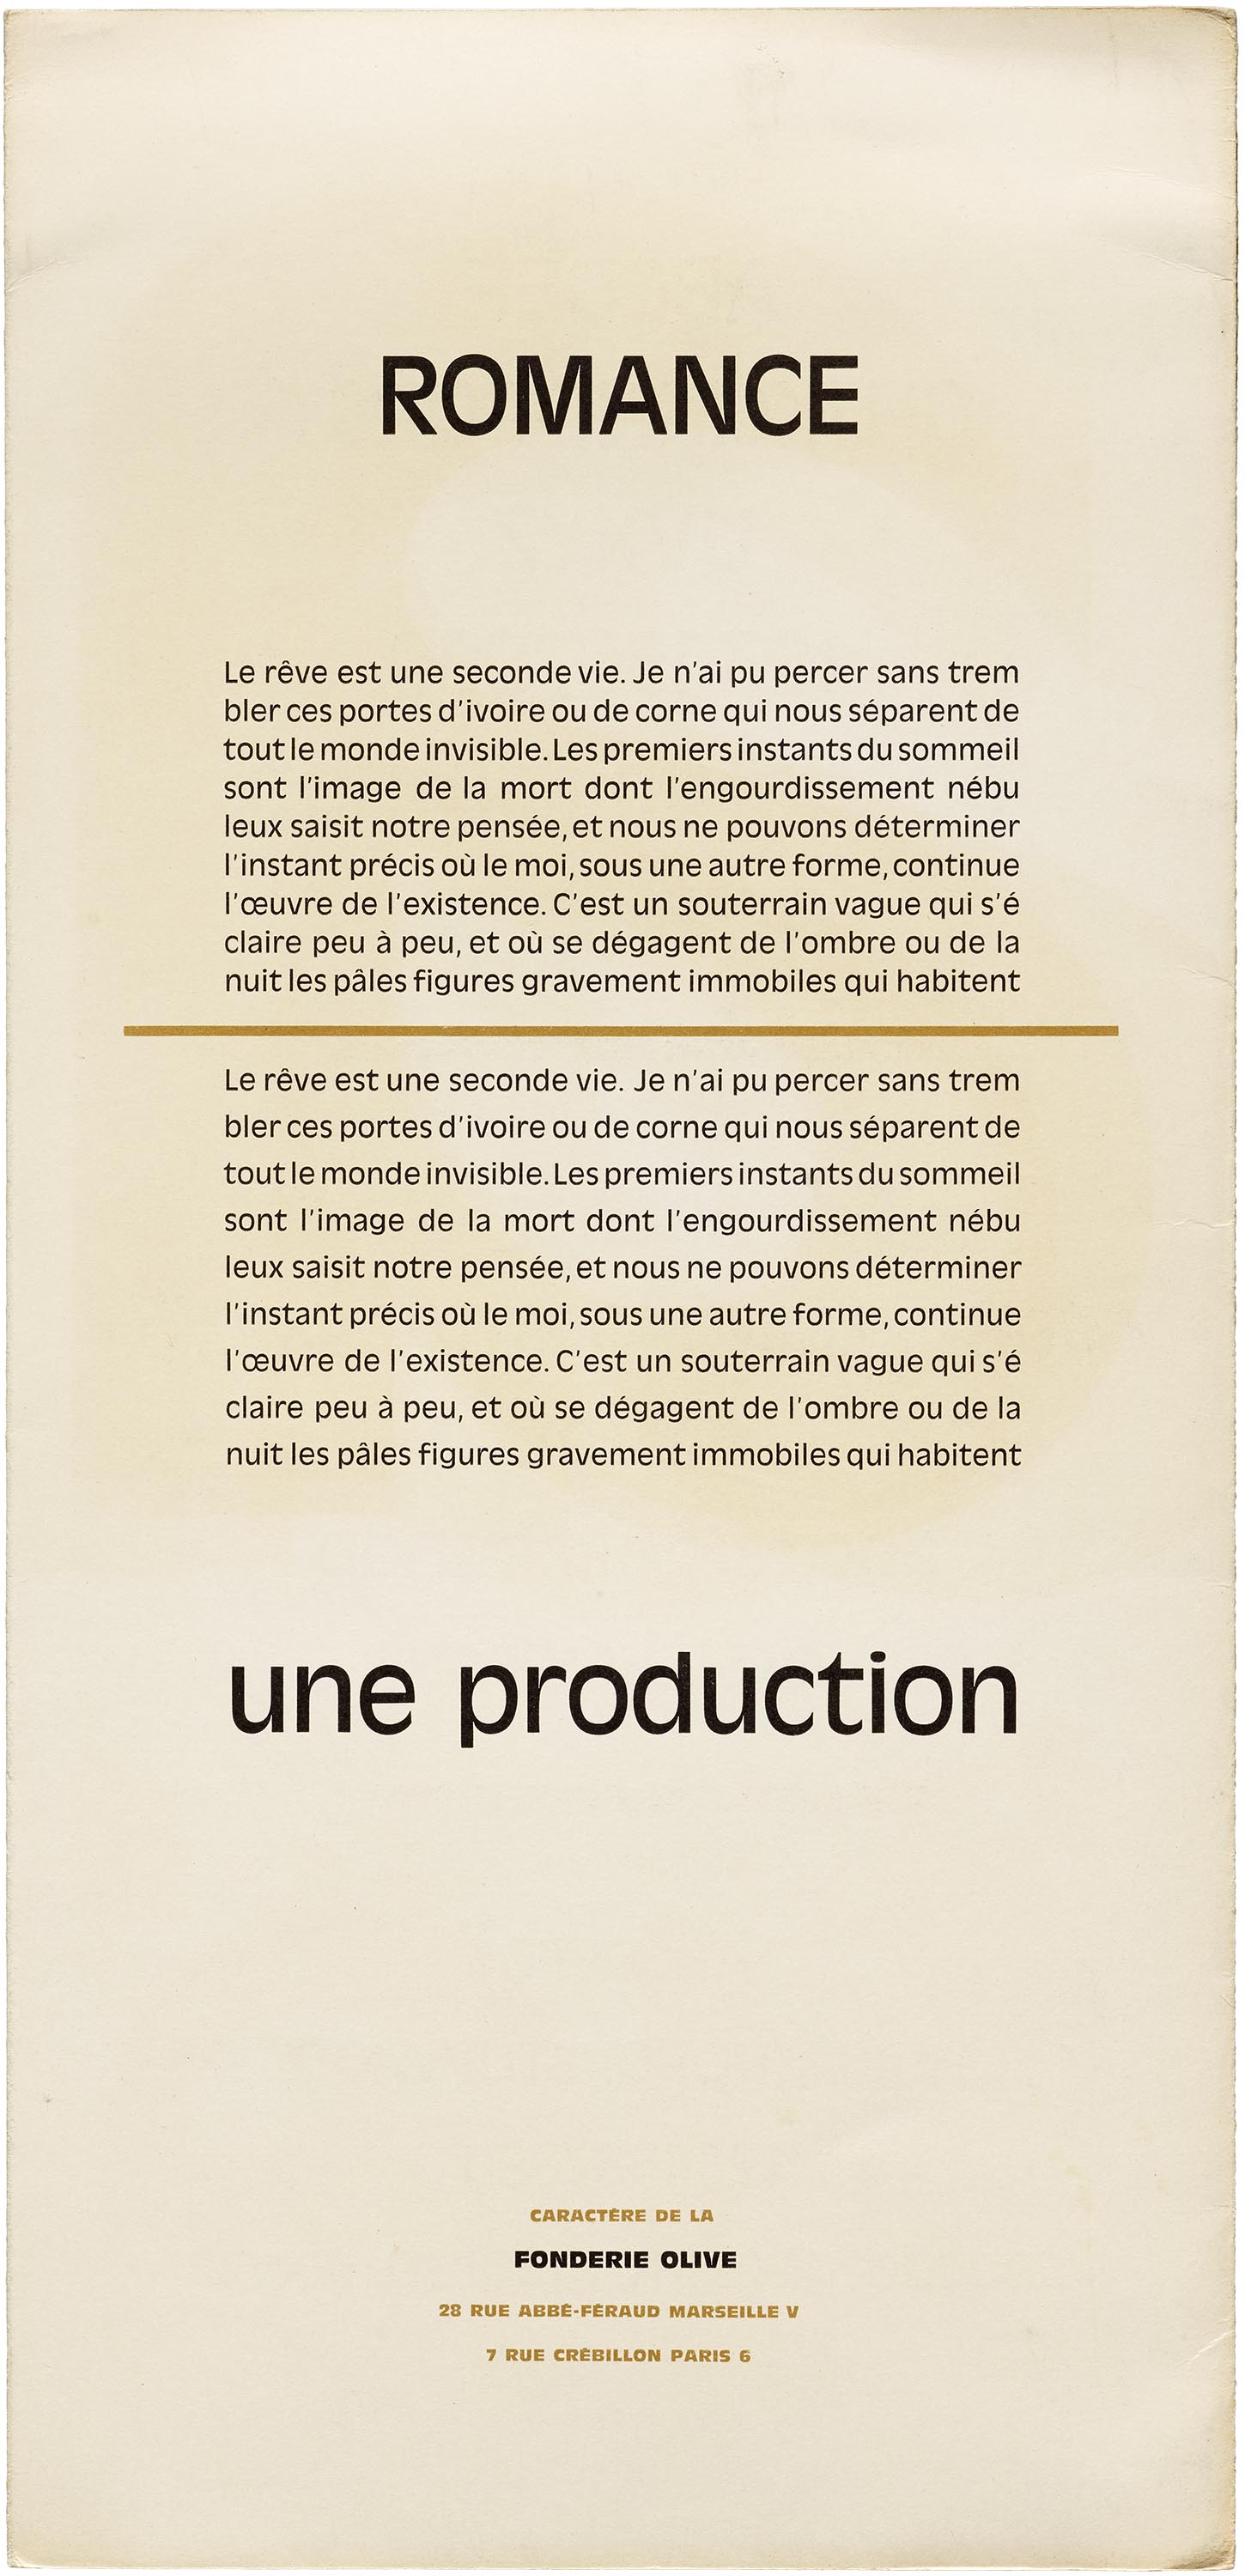 ROMANCE
Le rêve est une seconde vie. Je n'ai pu percer sans trem
bler ces portes d'ivoire ou de corne qui nous séparent de
tout le monde invisible. Les premiers instants du sommeil
sont l'image de la mort dont l'engourdissement nébu
leux saisit notre pensée, et nous ne pouvons déterminer
l'instant précis où le moi, sous une autre forme, continue
l'œuvre de l'existence. C'est un souterrain vague qui s'é
claire peu à peu, et où se dégagent de l'ombre ou de la
nuit les pâles figures gravement immobiles qui habitent
Le rêve est une seconde vie. Je n'ai pu percer sans trem
bler ces portes d'ivoire ou de corne qui nous séparent de
tout le monde invisible. Les premiers instants du sommeil
sont l'image de la mort dont l'engourdissement nébu
leux saisit notre pensée, et nous ne pouvons déterminer
l'instant précis où le moi, sous une autre forme, continue
l'œuvre de l'existence. C'est un souterrain vague qui s'é
claire peu à peu, et où se dégagent de l'ombre ou de la
nuit les pâles figures gravement immobiles qui habitent
une production
CARACTÈRE DE LA
FONDERIE OLIVE
28 RUE ABBÉ-FÉRAUD MARSEILLE V
7 RUE CRÉBILLON PARIS 6